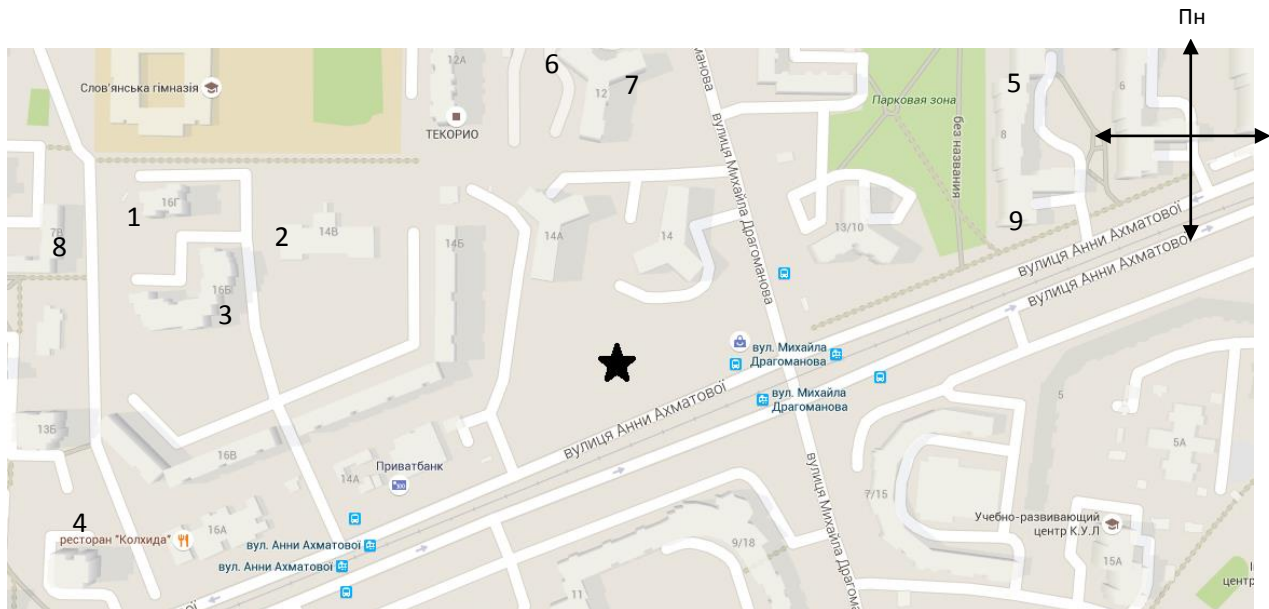 Пн
6
7
5
12А
12
6
Слов'янська гімназія
ТЕКОРИО
Парковая зона
без названия
8
манова
вулиця Михайла Драгоманова
1
16Г
2
14В
8
7В
14Б
14А
14
13/10
9
16Б
3
вулиця Анни Ахматової
вулиця Анни Ахматової
вул. Михайла
Драгоманова
вул. Михайла
Драгоманова
вулиця Анни Ахматової
13Б
16В
14А
Приватбанк
5
5А
7/15
вулиця Михайла Драгоманова
4
ресторан "Колхида"
16А
вул. Анни Ахматової
вул. Анни Ахматової
9/18
11
Учебно-развивающий
центр К.У.Л
15А
центр